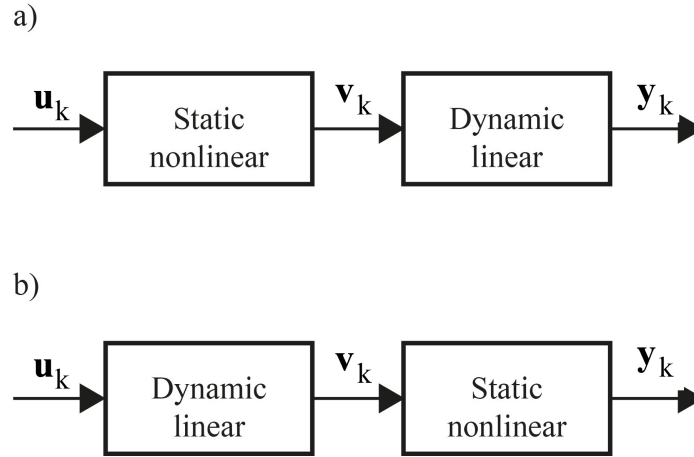 a)
u_k
v_k
y_k
Static
nonlinear
Dynamic
linear
b)
u_k
v_k
y_k
Dynamic
linear
Static
nonlinear